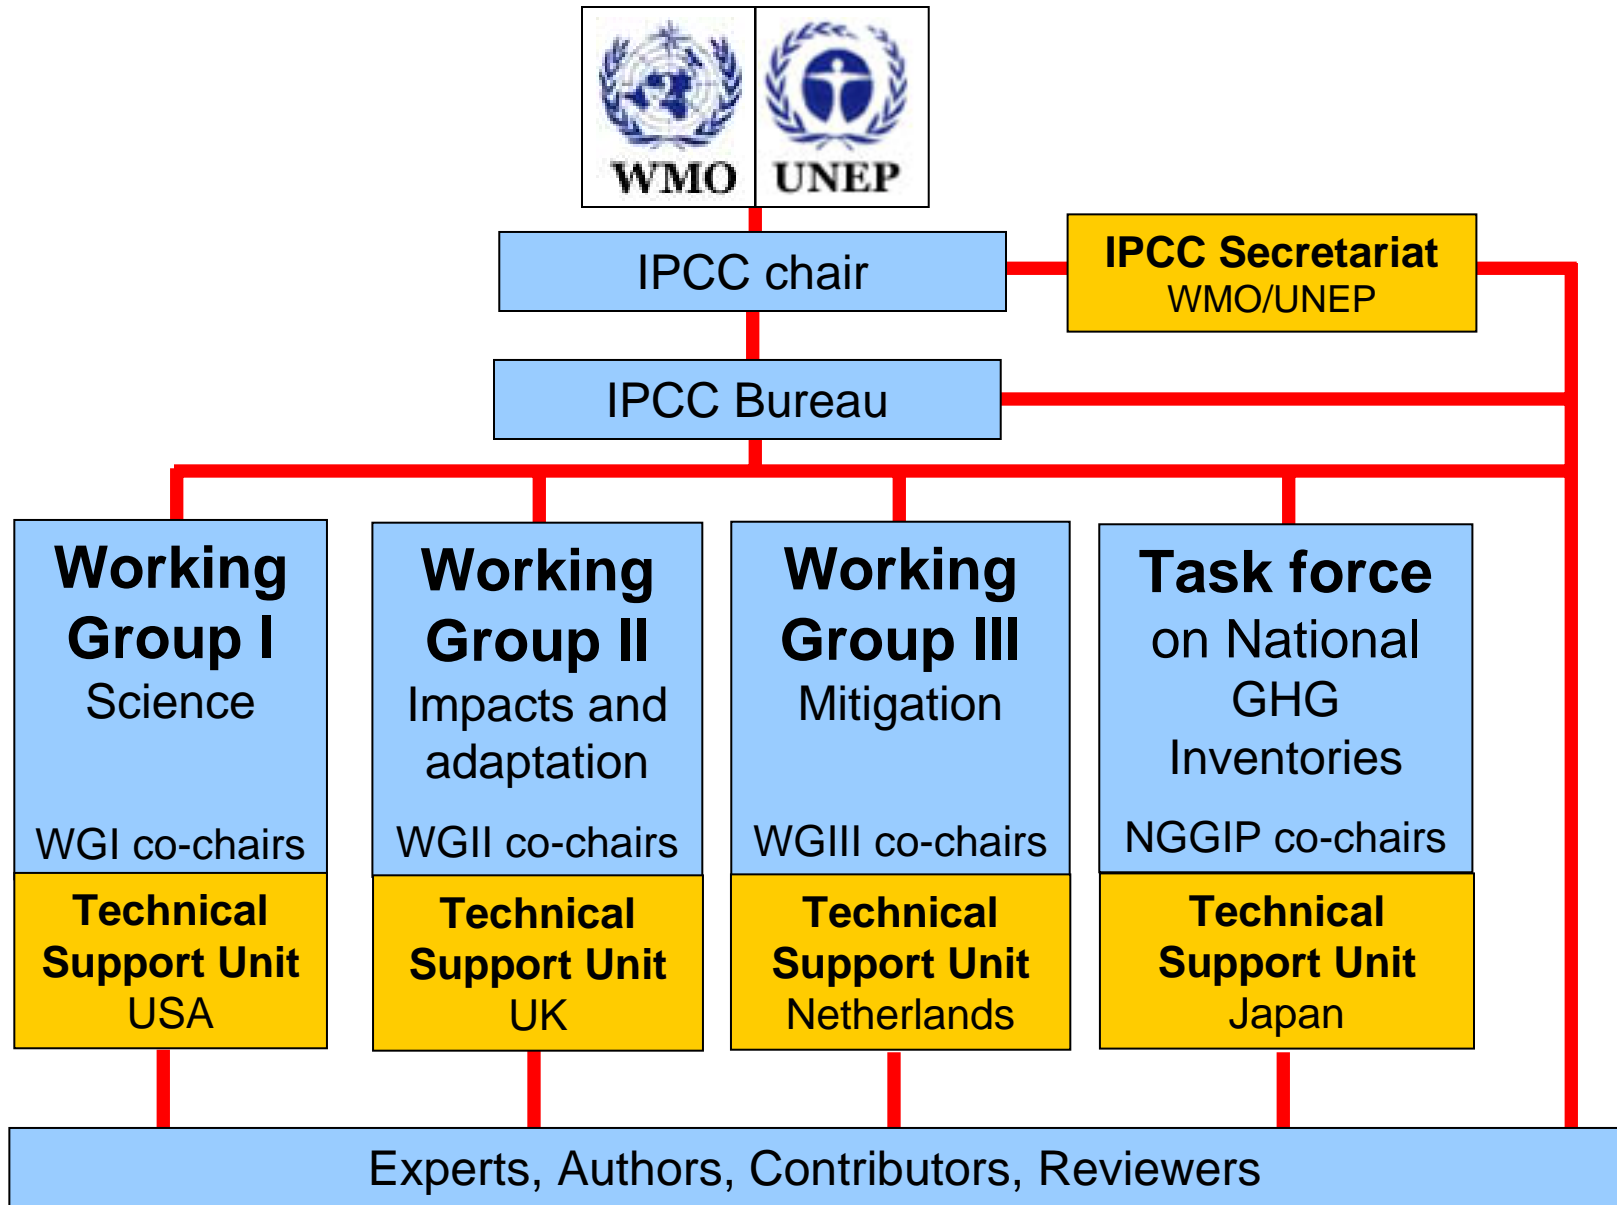 WMO
UNEP
IPCC chair
IPCC Secretariat
WMO/UNEP
IPCC Bureau
Working
Group I
Science
WGI co-chairs
Technical
Support Unit
USA
Working
Group II
Impacts and
adaptation
WGII co-chairs
Technical
Support Unit
UK
Working
Group III
Mitigation
WGIII co-chairs
Technical
Support Unit
Netherlands
Task force
on National
GHG
Inventories
NGGIP co-chairs
Technical
Support Unit
Japan
Experts, Authors, Contributors, Reviewers